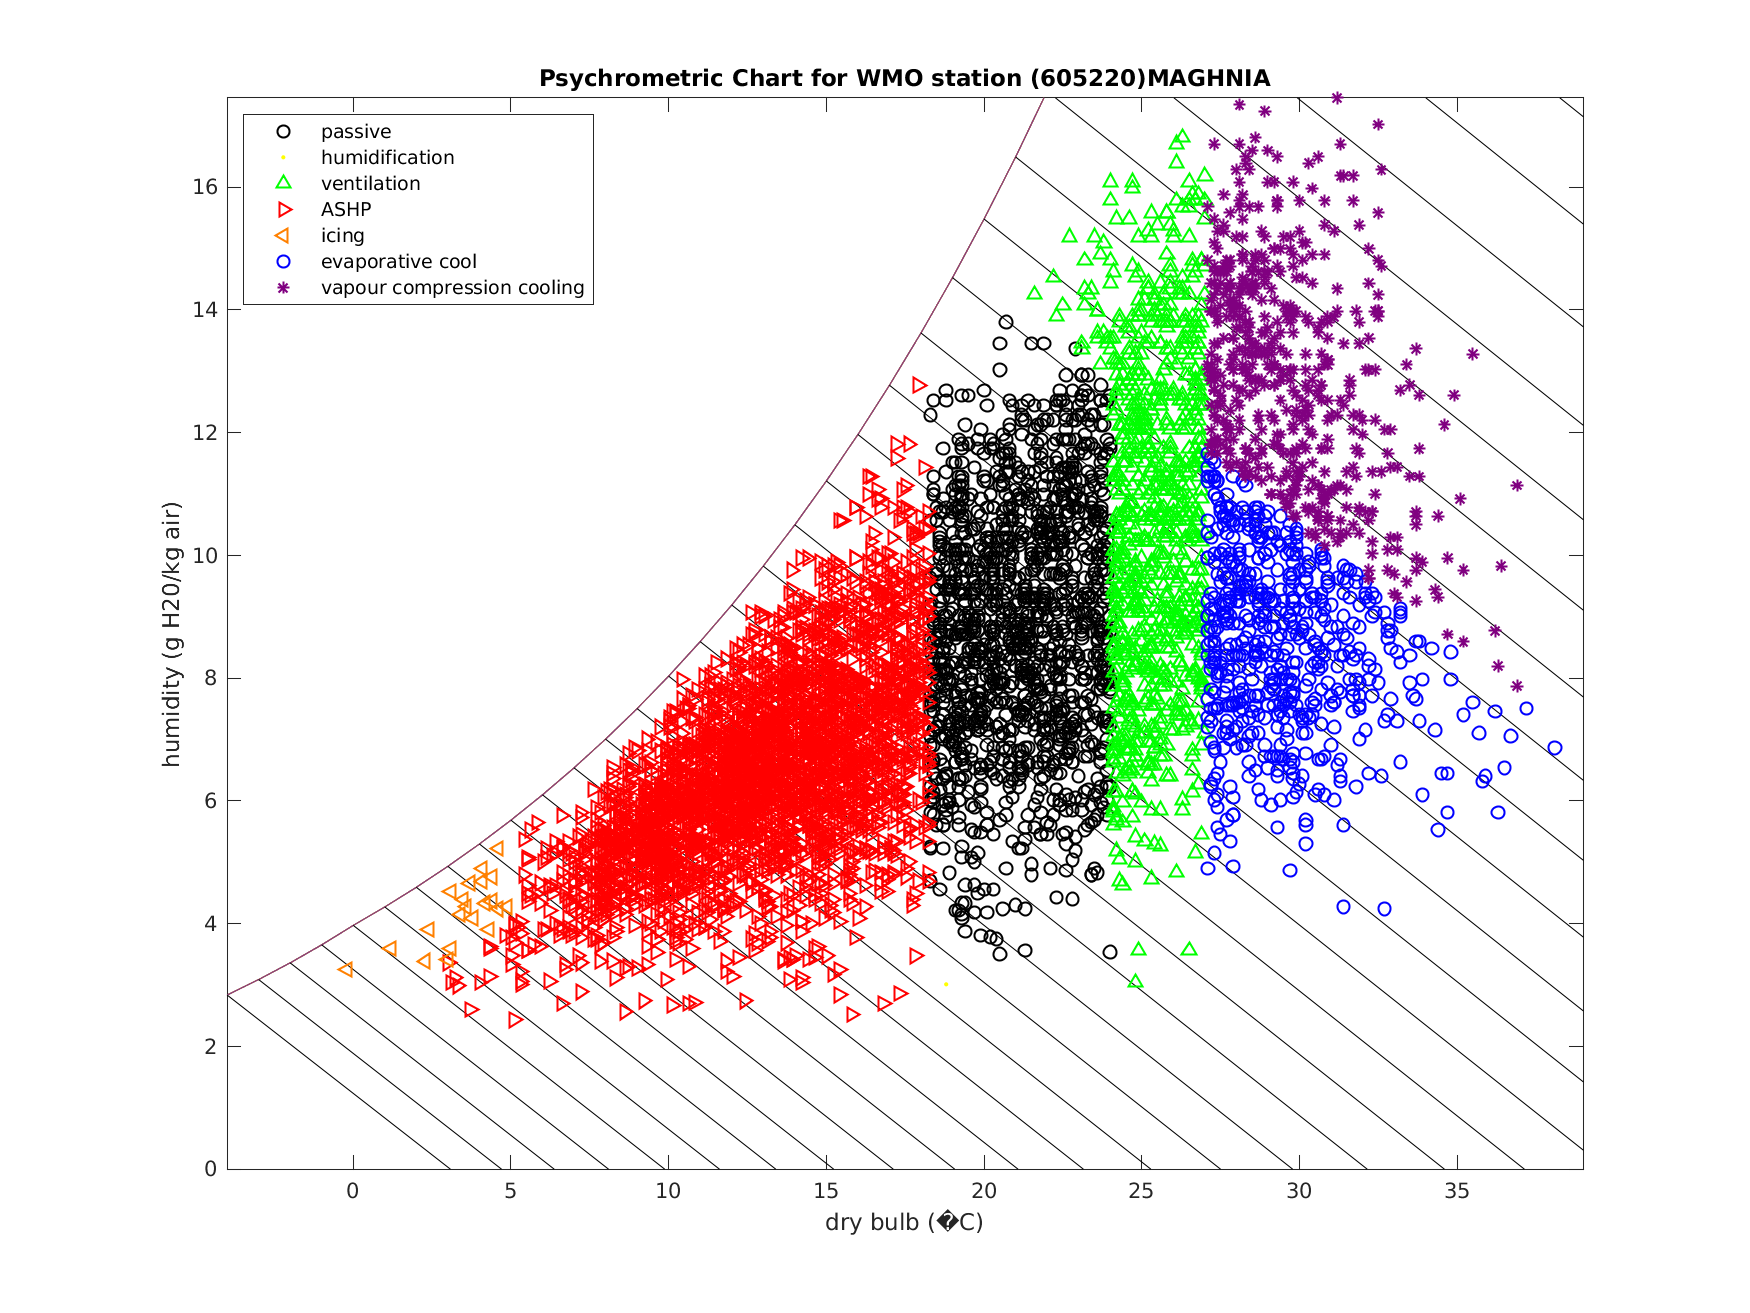 Psychrometric Chart for WMO station (605220)MAGHNIA
passive
humidification
ventilation
ASHP
icing
evaporative cool
vapour compression cooling
humidity (g H20/kg air)
16
14
12
10
8
6
4
2
0
0 5 10 15 20 25 30 35
dry bulb (�C)